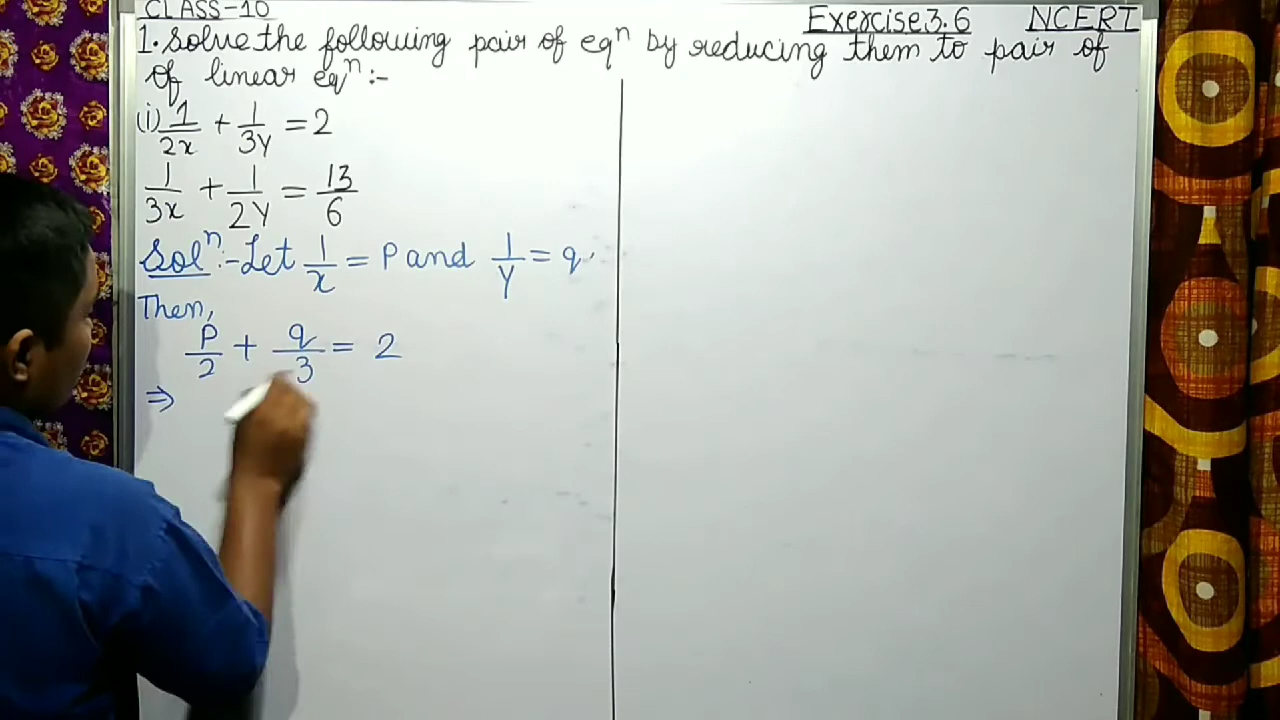 CLASS-10 Exercise3.6 NCERT
1. Solve the following pair of eqⁿ by reducing them to pair of
of linear eqⁿ:-
(i) 1/2x + 1/3y = 2
1/3x + 1/2y = 13/6
Solⁿ:- Let 1/x = P and 1/y = q.
Then,
P/2 + q/3 = 2
⇒